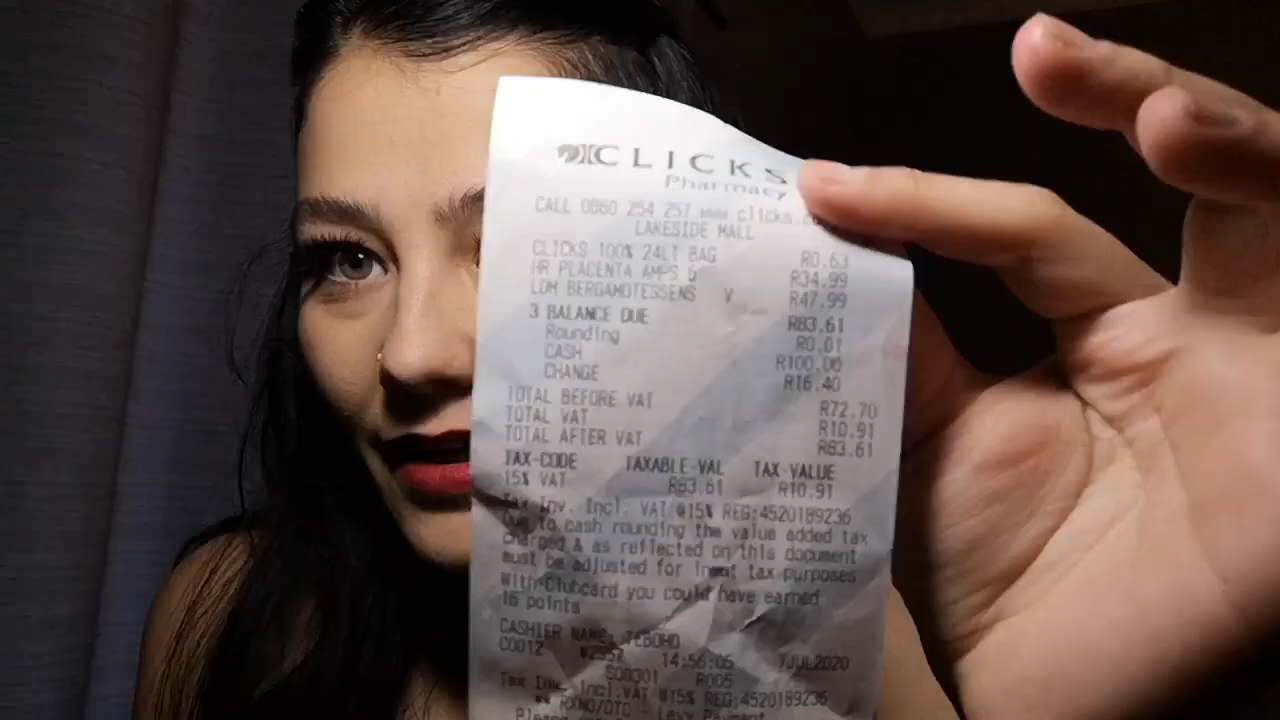 CLICKS
Pharmacy
CALL 0860 254 257 www.clicks.co
LAKESIDE MALL
CLICKS 100% 24LT BAG R0.63
HR PLACENTA AMPS 6 R34.99
LDM BERGAMOTESSENS V R47.99
3 BALANCE DUE R83.61
Rounding R0.01
CASH R100.00
CHANGE R16.40
TOTAL BEFORE VAT R72.70
TOTAL VAT R10.91
TOTAL AFTER VAT R83.61
TAX-CODE TAXABLE-VAL TAX-VALUE
15% VAT R83.61 R10.91
Tax Inv. Incl. VAT @15% REG:4520189236
Due to cash rounding the value added tax
charged & as reflected on this document
must be adjusted for input tax purposes
With Clubcard you could have earned
16 points
CASHIER NAME: TEBOHO
C0012 14:56:05 7JUL2020
S00301 R005
Tax Inv. Incl.VAT @15% REG:4520189236
** RXNO/OTC - Levy Payment
Please